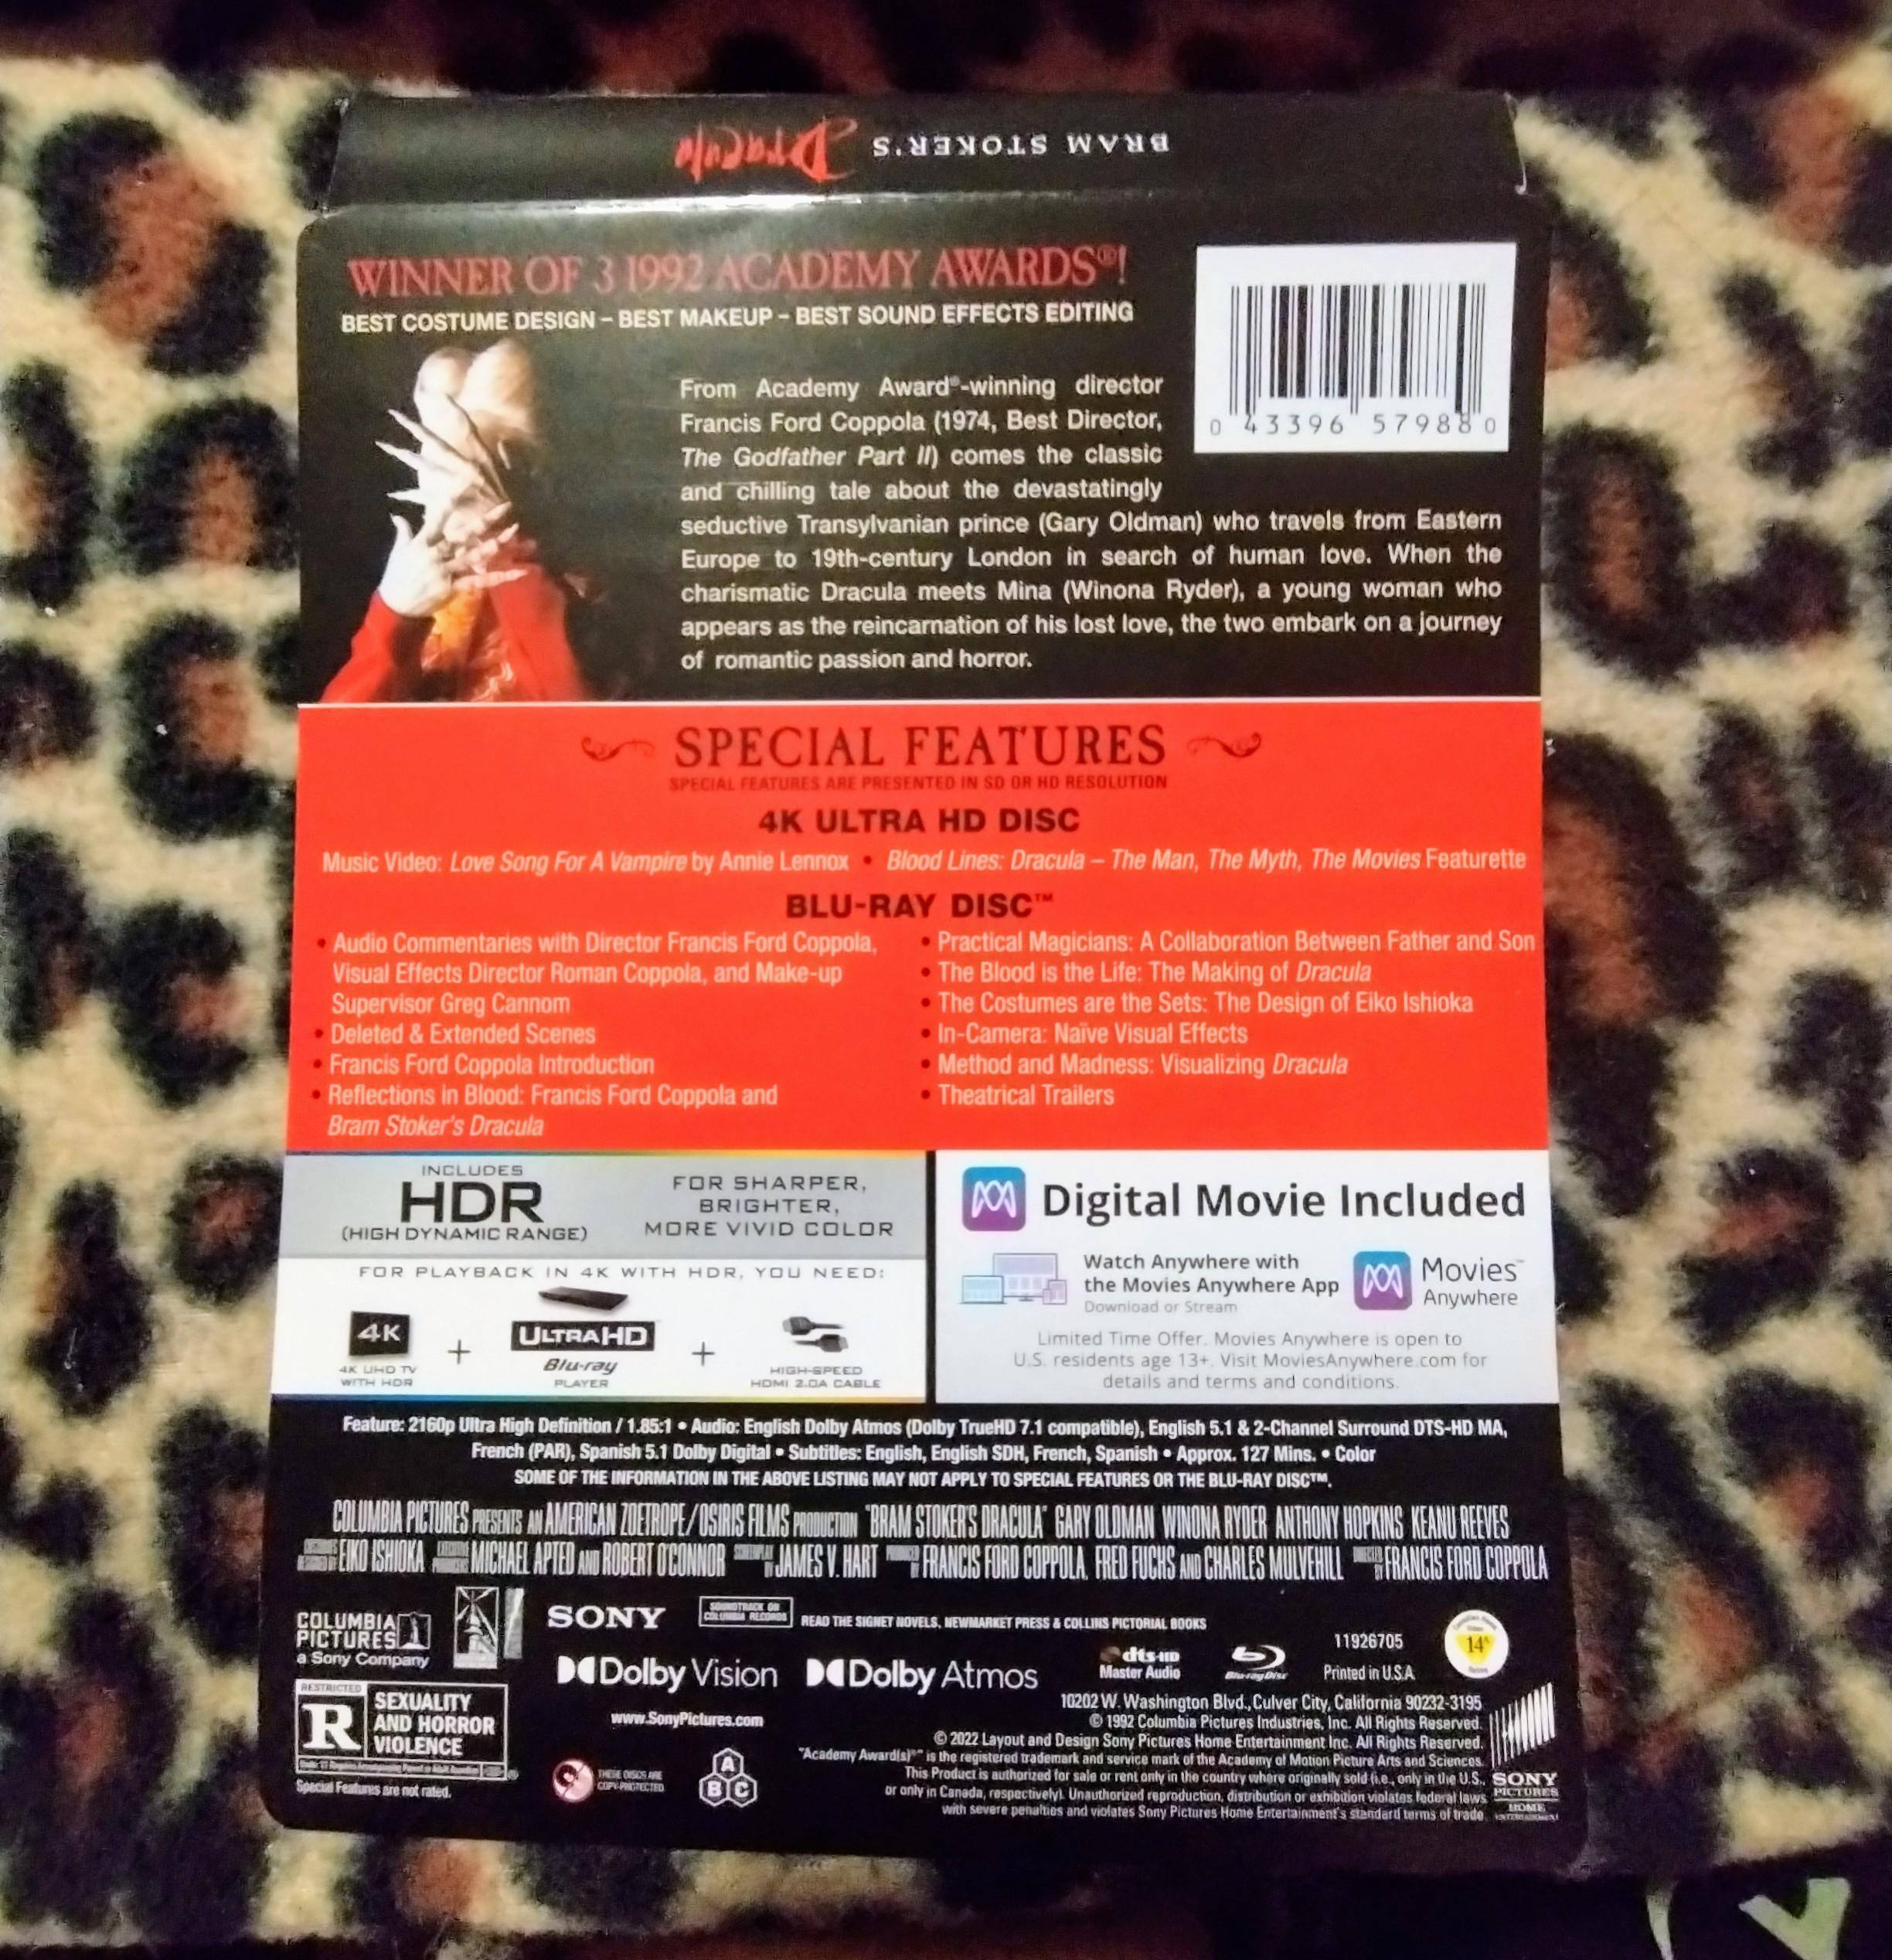 BRAM STOKER'S Dracula
WINNER OF 3 1992 ACADEMY AWARDS®!
BEST COSTUME DESIGN – BEST MAKEUP – BEST SOUND EFFECTS EDITING
From Academy Award®-winning director
Francis Ford Coppola (1974, Best Director,
The Godfather Part II) comes the classic
and chilling tale about the devastatingly
seductive Transylvanian prince (Gary Oldman) who travels from Eastern
Europe to 19th-century London in search of human love. When the
charismatic Dracula meets Mina (Winona Ryder), a young woman who
appears as the reincarnation of his lost love, the two embark on a journey
of romantic passion and horror.
0 43396 57988 0
SPECIAL FEATURES
SPECIAL FEATURES ARE PRESENTED IN SD OR HD RESOLUTION
4K ULTRA HD DISC
Music Video: Love Song For A Vampire by Annie Lennox • Blood Lines: Dracula – The Man, The Myth, The Movies Featurette
BLU-RAY DISC™
• Audio Commentaries with Director Francis Ford Coppola,
Visual Effects Director Roman Coppola, and Make-up
Supervisor Greg Cannom
• Deleted & Extended Scenes
• Francis Ford Coppola Introduction
• Reflections in Blood: Francis Ford Coppola and
Bram Stoker's Dracula
• Practical Magicians: A Collaboration Between Father and Son
• The Blood is the Life: The Making of Dracula
• The Costumes are the Sets: The Design of Eiko Ishioka
• In-Camera: Naïve Visual Effects
• Method and Madness: Visualizing Dracula
• Theatrical Trailers
INCLUDES
HDR
(HIGH DYNAMIC RANGE)
FOR SHARPER,
BRIGHTER,
MORE VIVID COLOR
FOR PLAYBACK IN 4K WITH HDR, YOU NEED:
4K
4K UHD TV
WITH HDR
+
ULTRA HD
Blu-ray
PLAYER
+
HIGH-SPEED
HDMI 2.0A CABLE
Digital Movie Included
Watch Anywhere with
the Movies Anywhere App
Download or Stream
Movies™
Anywhere
Limited Time Offer. Movies Anywhere is open to
U.S. residents age 13+. Visit MoviesAnywhere.com for
details and terms and conditions.
Feature: 2160p Ultra High Definition / 1.85:1 • Audio: English Dolby Atmos (Dolby TrueHD 7.1 compatible), English 5.1 & 2-Channel Surround DTS-HD MA,
French (PAR), Spanish 5.1 Dolby Digital • Subtitles: English, English SDH, French, Spanish • Approx. 127 Mins. • Color
SOME OF THE INFORMATION IN THE ABOVE LISTING MAY NOT APPLY TO SPECIAL FEATURES OR THE BLU-RAY DISC™.
COLUMBIA PICTURES PRESENTS AN AMERICAN ZOETROPE/OSIRIS FILMS PRODUCTION "BRAM STOKER'S DRACULA" GARY OLDMAN WINONA RYDER ANTHONY HOPKINS KEANU REEVES
EIKO ISHIOKA MICHAEL APTED AND ROBERT O'CONNOR JAMES V. HART FRANCIS FORD COPPOLA, FRED FUCHS AND CHARLES MULVEHILL FRANCIS FORD COPPOLA
COLUMBIA
PICTURES
a Sony Company
SONY
SOUNDTRACK ON
COLUMBIA RECORDS
READ THE SIGNET NOVELS, NEWMARKET PRESS & COLLINS PICTORIAL BOOKS
Dolby Vision
Dolby Atmos
dts-HD
Master Audio
Blu-ray Disc
11926705
Printed in U.S.A.
14A
RESTRICTED
R
SEXUALITY
AND HORROR
VIOLENCE
Special Features are not rated.
www.SonyPictures.com
THESE DISCS ARE
COPY-PROTECTED
A
B C
10202 W. Washington Blvd., Culver City, California 90232-3195
© 1992 Columbia Pictures Industries, Inc. All Rights Reserved.
© 2022 Layout and Design Sony Pictures Home Entertainment Inc. All Rights Reserved.
"Academy Award(s)®" is the registered trademark and service mark of the Academy of Motion Picture Arts and Sciences.
This Product is authorized for sale or rent only in the country where originally sold (i.e., only in the U.S.,
or only in Canada, respectively). Unauthorized reproduction, distribution or exhibition violates federal laws
with severe penalties and violates Sony Pictures Home Entertainment's standard terms of trade.
SONY
PICTURES
HOME
ENTERTAINMENT